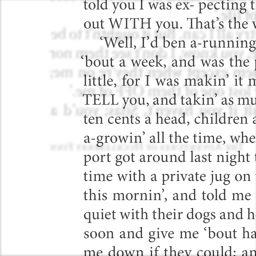 told you I was ex- pecting t
out WITH you. That's the w
'Well, I'd ben a-running
'bout a week, and was the p
little, for I was makin' it m
TELL you, and takin' as mu
ten cents a head, children a
a-growin' all the time, whe
port got around last night t
time with a private jug on
this mornin', and told me
quiet with their dogs and h
soon and give me 'bout ha
me down if they could; an